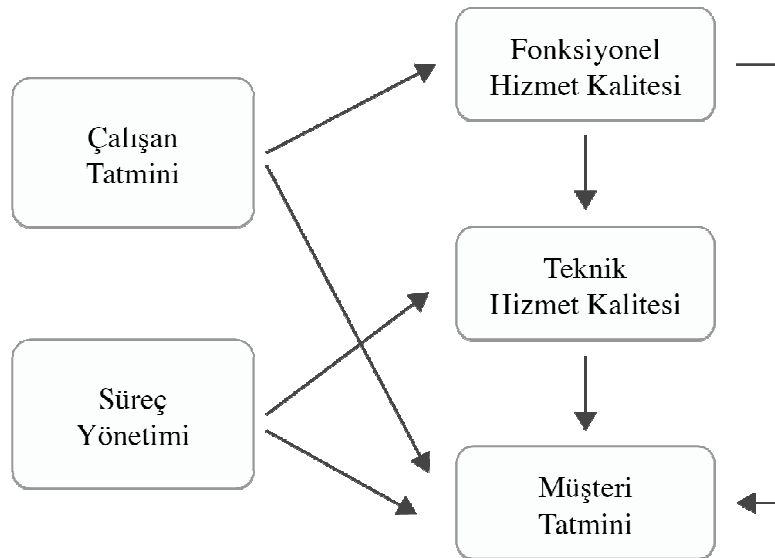 Fonksiyonel
Hizmet Kalitesi
Çalışan
Tatmini
Teknik
Hizmet Kalitesi
Süreç
Yönetimi
Müşteri
Tatmini